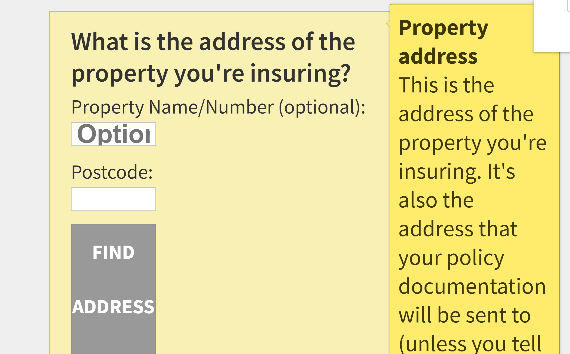 What is the address of the
property you're insuring?
Property Name/Number (optional):
Option
Postcode:
FIND
ADDRESS
Property
address
This is the
address of the
property you're
insuring. It's
also the
address that
your policy
documentation
will be sent to
(unless you tell